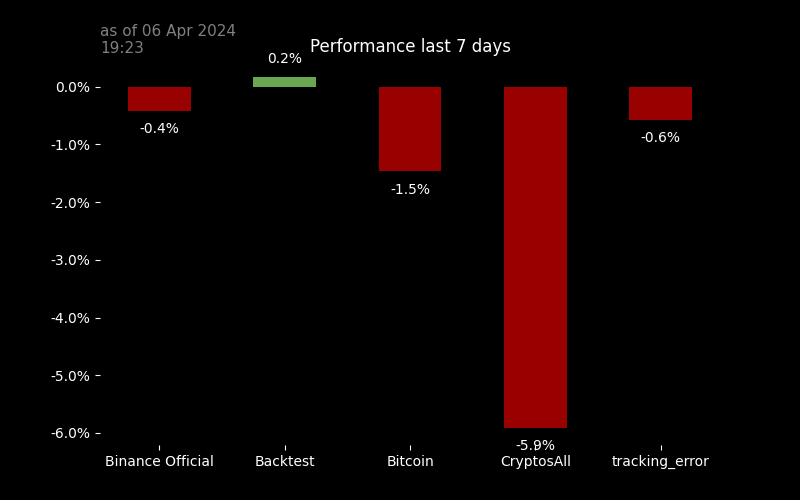 as of 06 Apr 2024
19:23
Performance last 7 days
0.2%
0.0%
-0.4%
-1.0%
-0.6%
-1.5%
-2.0%
-3.0%
-4.0%
-5.0%
-6.0%
-5.9%
Binance Official
Backtest
Bitcoin
CryptosAll
tracking_error